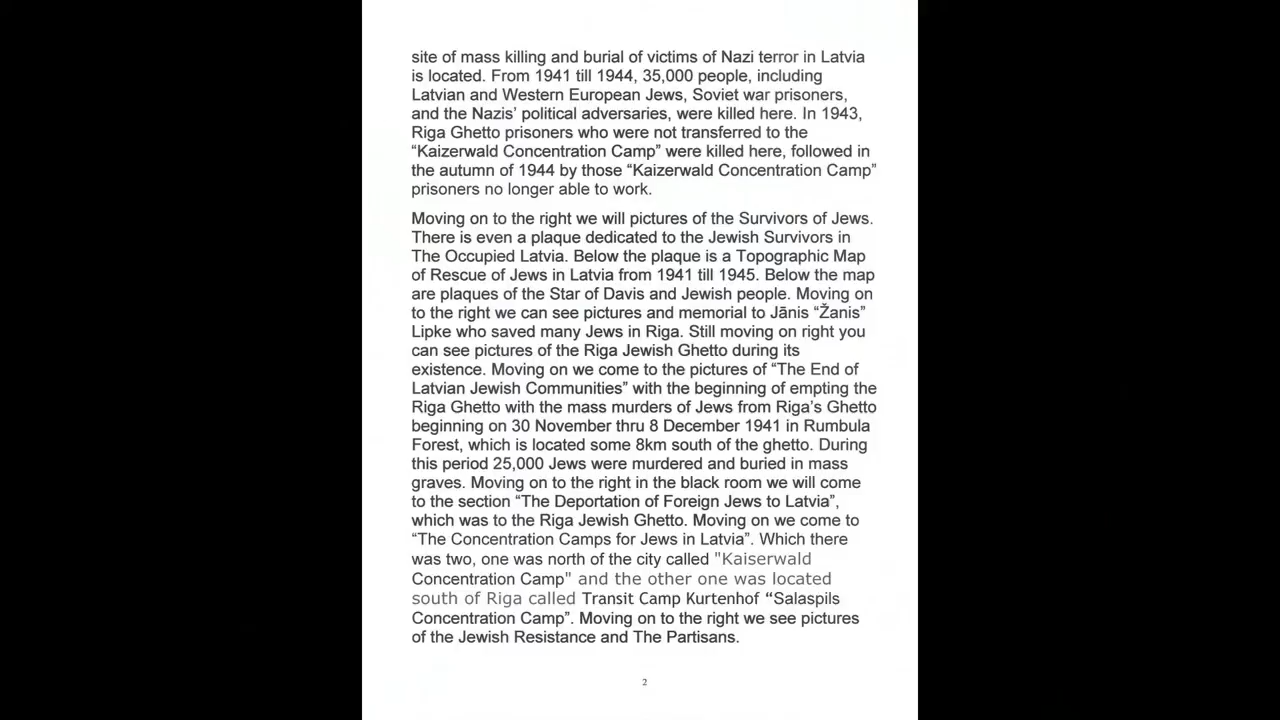 site of mass killing and burial of victims of Nazi terror in Latvia
is located. From 1941 till 1944, 35,000 people, including
Latvian and Western European Jews, Soviet war prisoners,
and the Nazis’ political adversaries, were killed here. In 1943,
Riga Ghetto prisoners who were not transferred to the
“Kaizerwald Concentration Camp” were killed here, followed in
the autumn of 1944 by those “Kaizerwald Concentration Camp”
prisoners no longer able to work.
Moving on to the right we will pictures of the Survivors of Jews.
There is even a plaque dedicated to the Jewish Survivors in
The Occupied Latvia. Below the plaque is a Topographic Map
of Rescue of Jews in Latvia from 1941 till 1945. Below the map
are plaques of the Star of Davis and Jewish people. Moving on
to the right we can see pictures and memorial to Jānis “Žanis”
Lipke who saved many Jews in Riga. Still moving on right you
can see pictures of the Riga Jewish Ghetto during its
existence. Moving on we come to the pictures of “The End of
Latvian Jewish Communities” with the beginning of empting the
Riga Ghetto with the mass murders of Jews from Riga’s Ghetto
beginning on 30 November thru 8 December 1941 in Rumbula
Forest, which is located some 8km south of the ghetto. During
this period 25,000 Jews were murdered and buried in mass
graves. Moving on to the right in the black room we will come
to the section “The Deportation of Foreign Jews to Latvia”,
which was to the Riga Jewish Ghetto. Moving on we come to
“The Concentration Camps for Jews in Latvia”. Which there
was two, one was north of the city called "Kaiserwald
Concentration Camp" and the other one was located
south of Riga called Transit Camp Kurtenhof “Salaspils
Concentration Camp”. Moving on to the right we see pictures
of the Jewish Resistance and The Partisans.
2